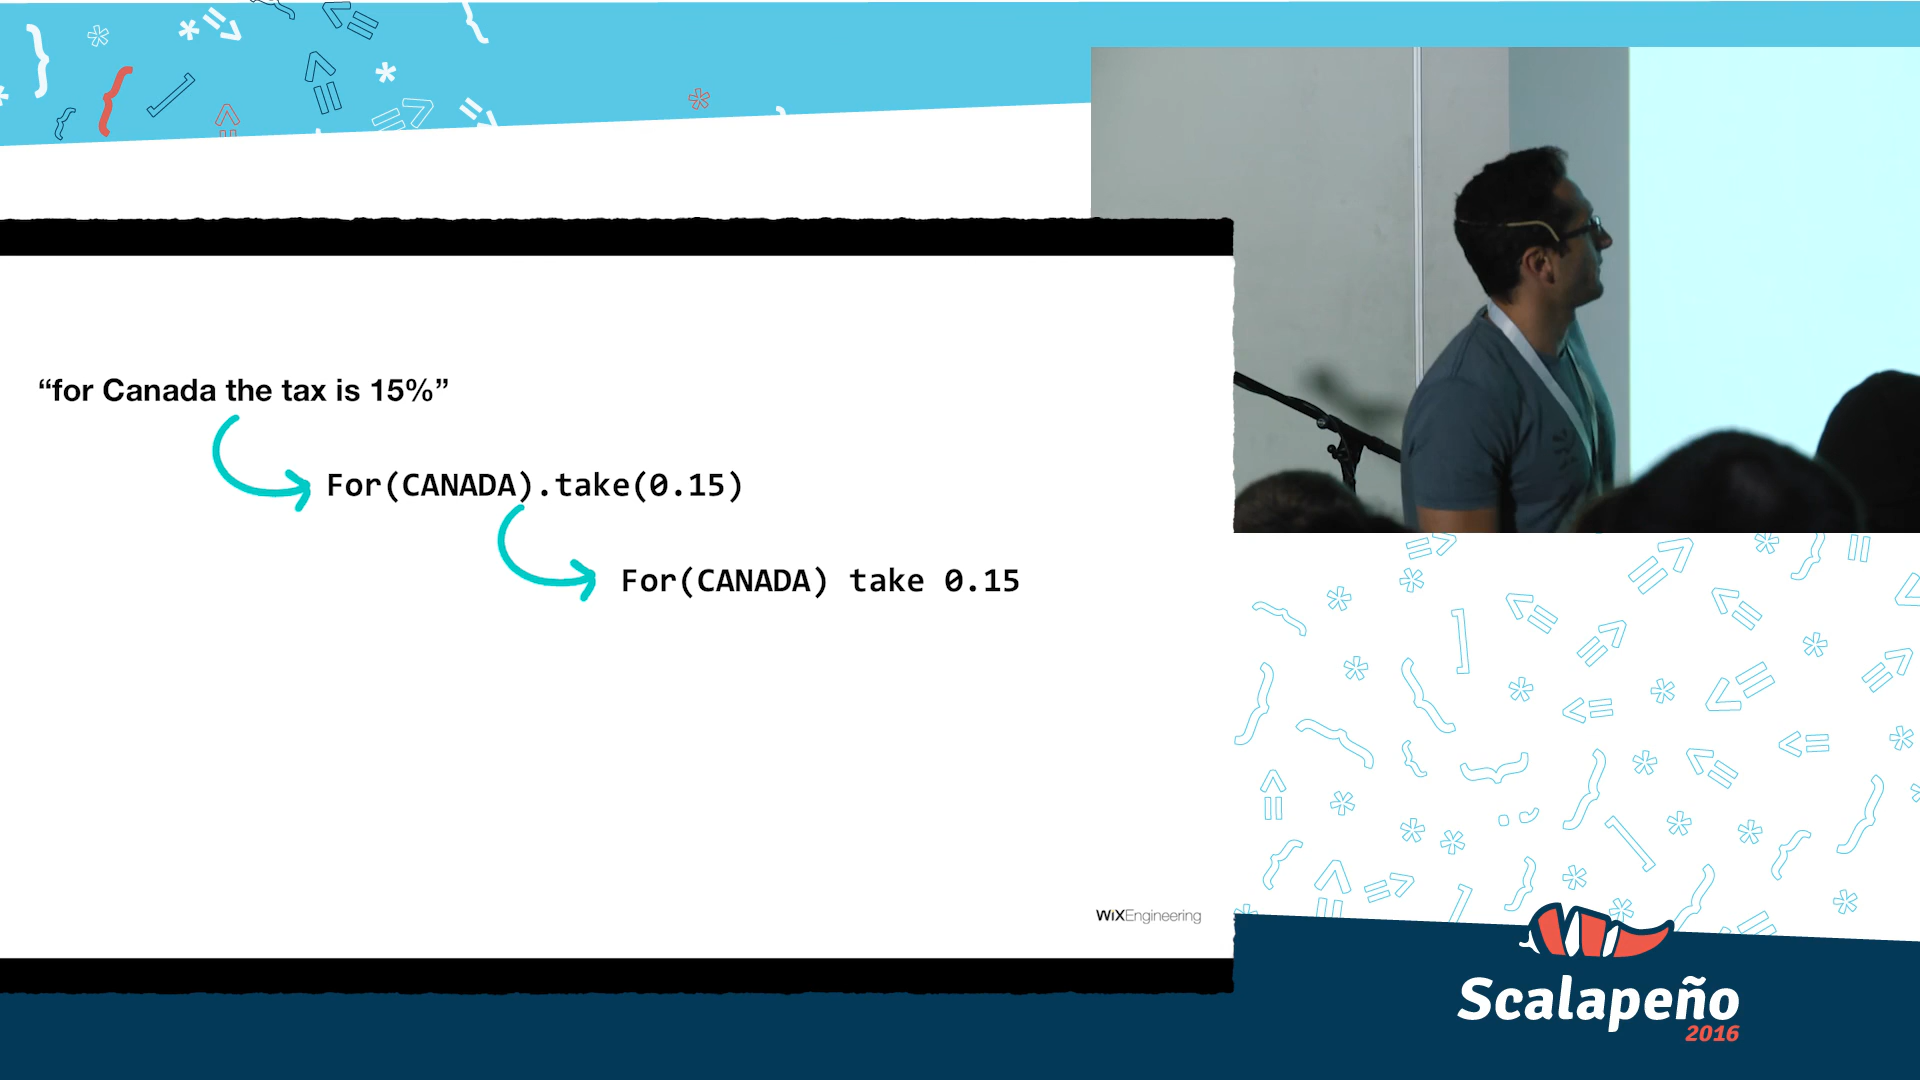 “for Canada the tax is 15%”
For(CANADA).take(0.15)
For(CANADA) take 0.15
WiXEngineering
Scalapeño
2016